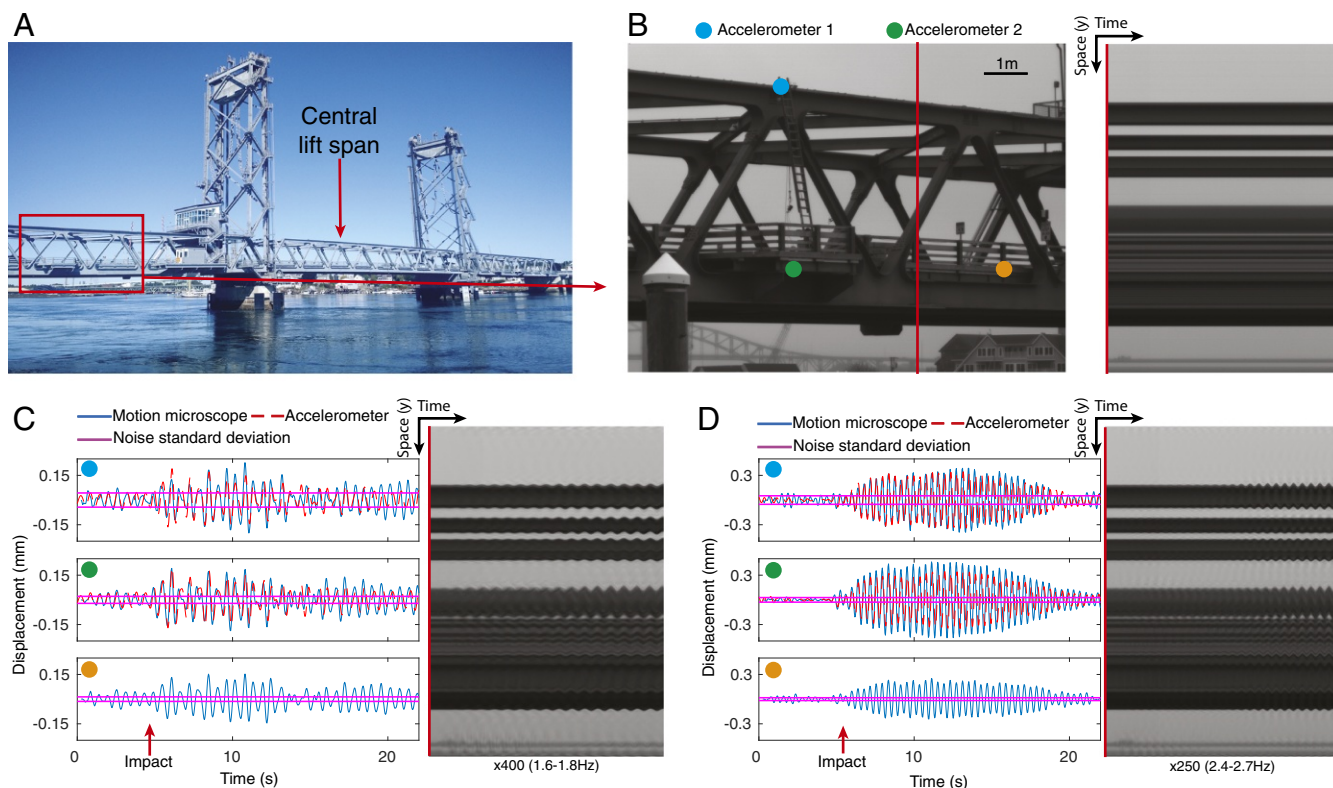 A
Central
lift span
B
Accelerometer 1
Accelerometer 2
1m
Time
Space (y)
C
Motion microscope
Accelerometer
Noise standard deviation
Time
Space (y)
0.15
-0.15
0.15
-0.15
0.15
-0.15
Displacement (mm)
0
10
20
Impact
Time (s)
x400 (1.6-1.8Hz)
D
Motion microscope
Accelerometer
Noise standard deviation
Time
Space (y)
0.3
-0.3
0.3
-0.3
0.3
-0.3
Displacement (mm)
0
10
20
Impact
Time (s)
x250 (2.4-2.7Hz)